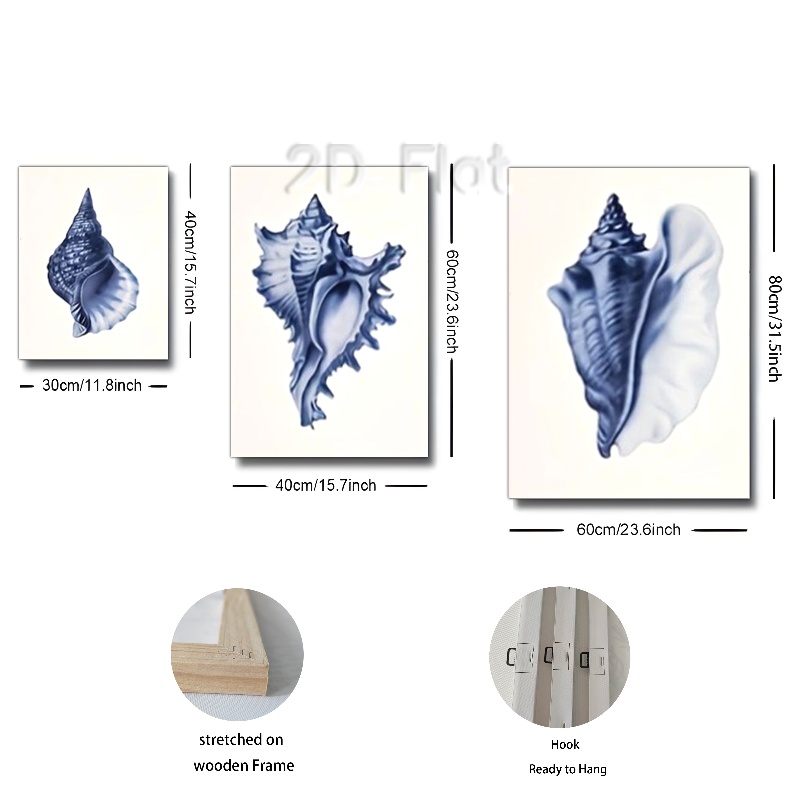 2D Flat
40cm/15.7inch
30cm/11.8inch
60cm/23.6inch
40cm/15.7inch
80cm/31.5inch
60cm/23.6inch
stretched on
wooden Frame
Hook
Ready to Hang